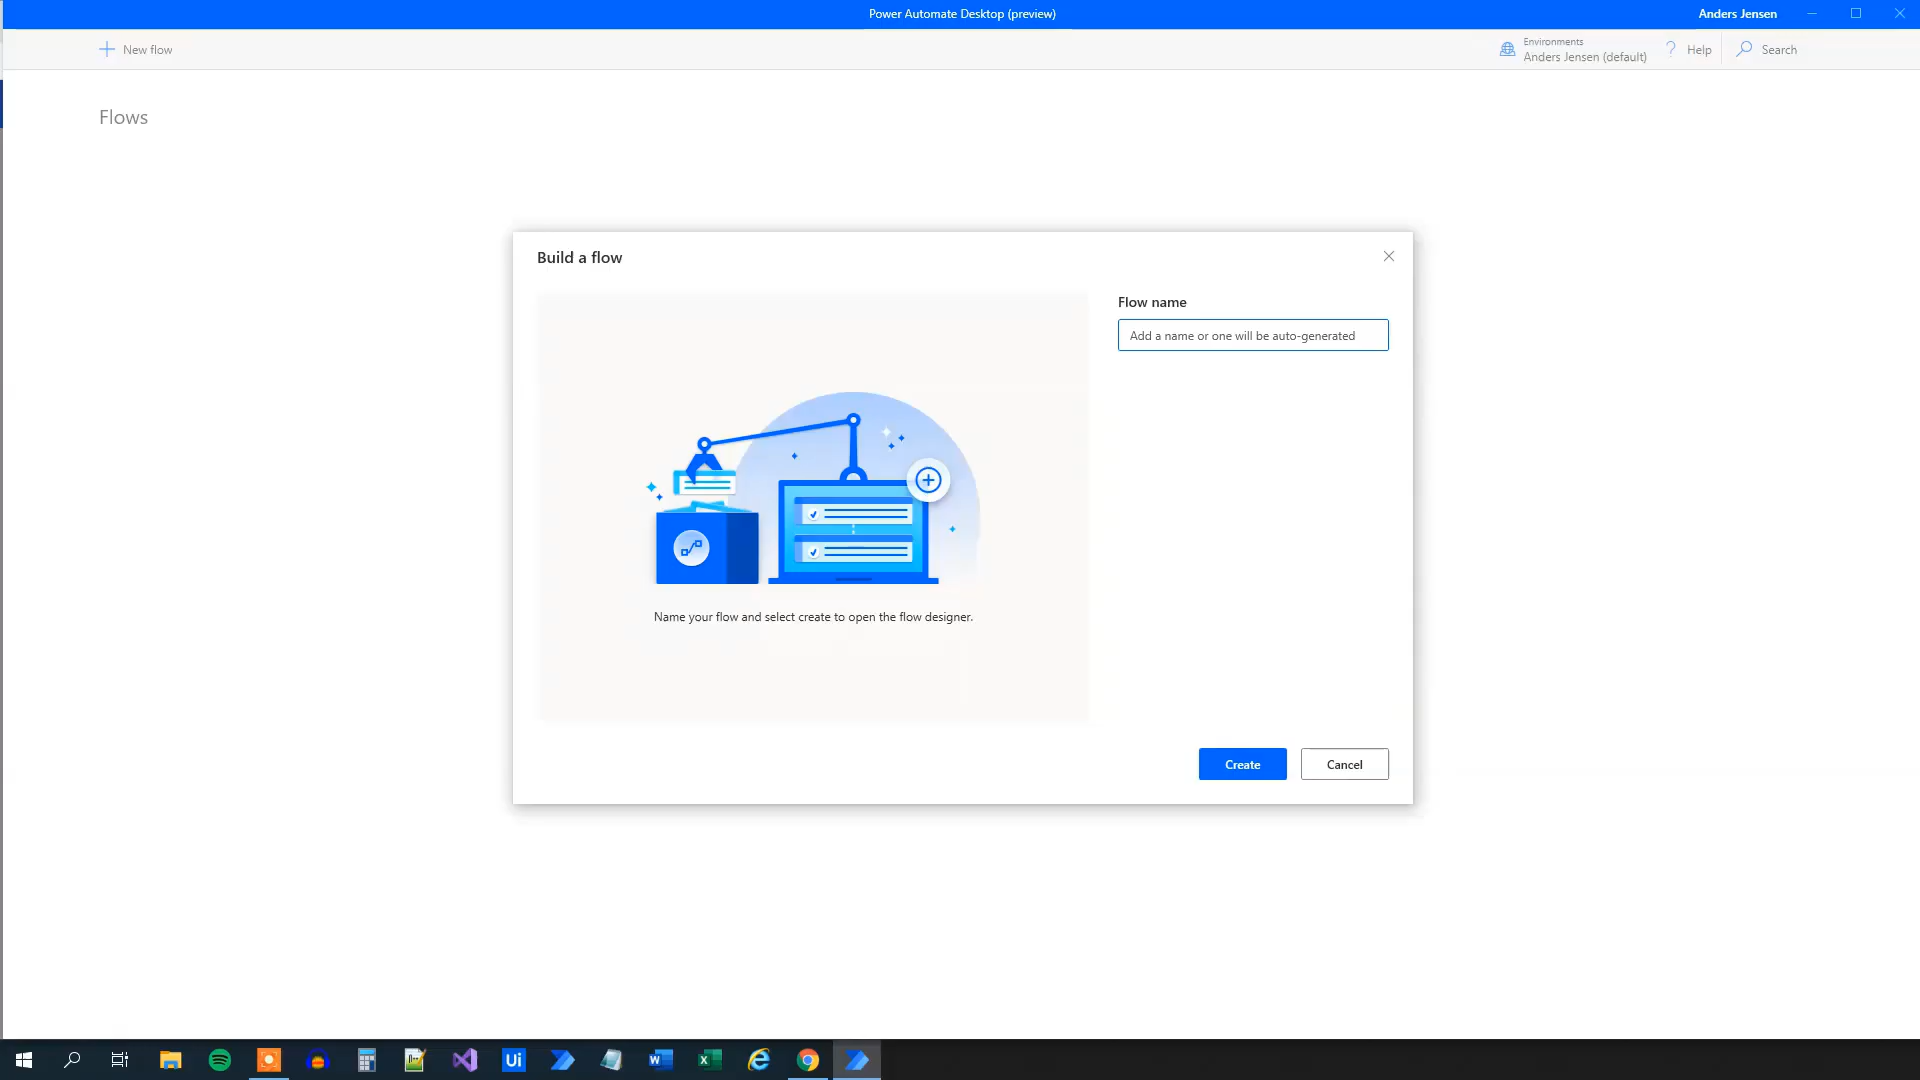 Power Automate Desktop (preview)
Anders Jensen
New flow
Environments
Anders Jensen (default)
? Help
Search
Flows
Build a flow
Flow name
Add a name or one will be auto-generated
Name your flow and select create to open the flow designer.
Create
Cancel
Ui